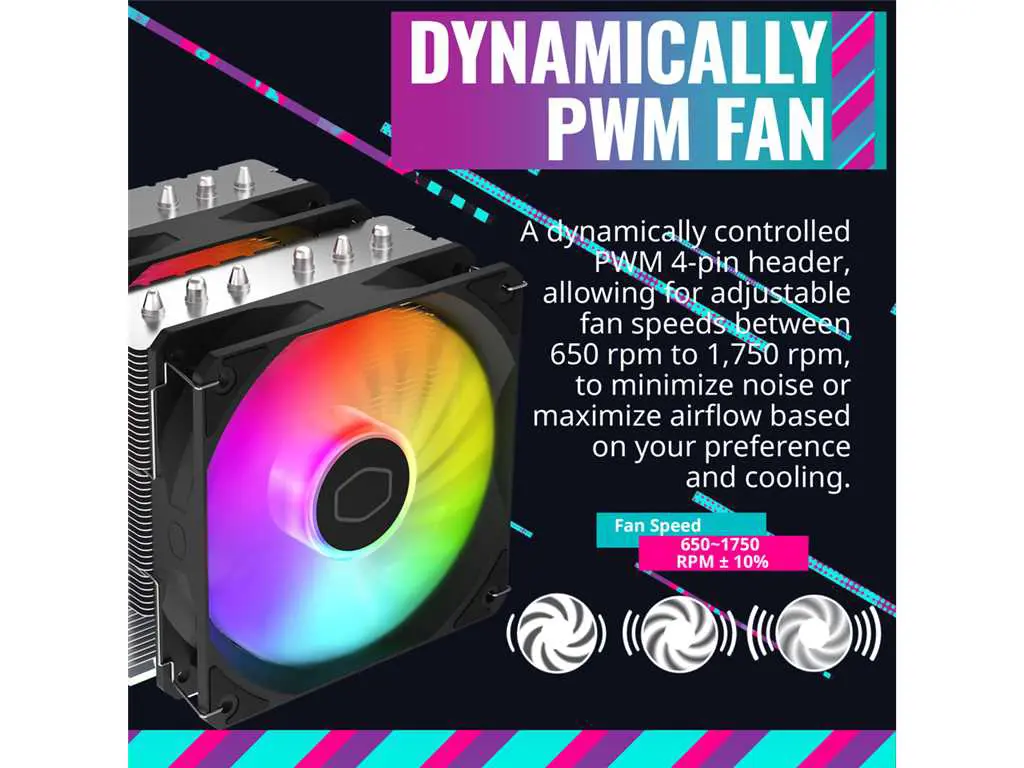 DYNAMICALLY
PWM FAN
A dynamically controlled
PWM 4-pin header,
allowing for adjustable
fan speeds between
650 rpm to 1,750 rpm,
to minimize noise or
maximize airflow based
on your preference
and cooling.
Fan Speed
650~1750
RPM ± 10%